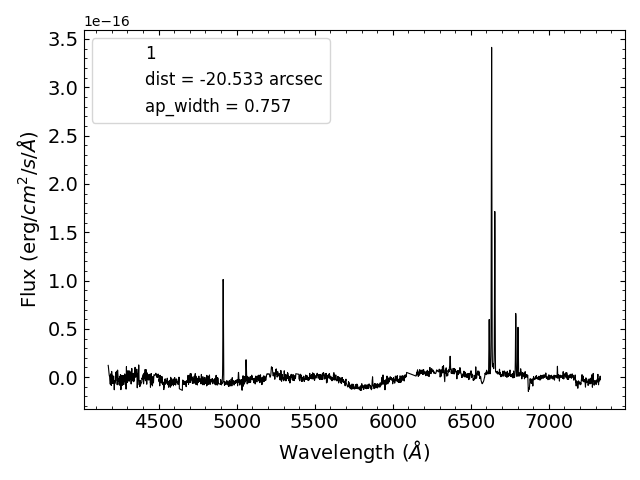 1e−16
1
dist = -20.533 arcsec
ap_width = 0.757
3.5
3.0
2.5
2.0
1.5
1.0
0.5
0.0
Flux (erg/cm²/s/Å)
4500 5000 5500 6000 6500 7000
Wavelength (Å)